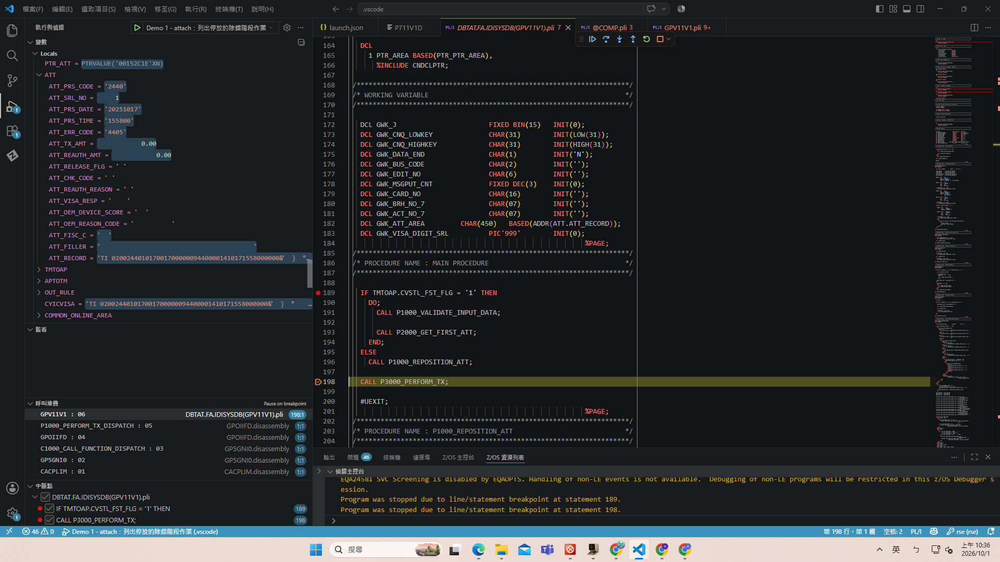 檔案(F) 編輯(E) 選取項目(S) 檢視(V) 移至(G) 執行(R) 終端機(T) 說明(H)
.vscode
執行與偵錯
Demo 1 - attach：列出停放的除錯階段作業
變數
Locals
PTR_ATT = PTRVALUE('00152C1E'XN)
ATT
ATT_PRS_CODE = '2440'
ATT_SRL_NO = 1
ATT_PRS_DATE = '20251017'
ATT_PRS_TIME = '155800'
ATT_ERR_CODE = '4405'
ATT_TX_AMT = 0.00
ATT_REAUTH_AMT = 0.00
ATT_RELEASE_FLG = ' '
ATT_CHK_CODE = ' '
ATT_REAUTH_REASON = ' '
ATT_VISA_RESP = '    '
ATT_OEM_DEVICE_SCORE = '  '
ATT_OEM_REASON_CODE = '          '
ATT_FISC_C = '  '
ATT_FILLER = '                                       '
ATT_RECORD = 'TI 02002440101700170000009440000141017155800000​0&' } °…
TMTOAP
APTOTM
OUT_RULE
CYICVISA = 'TI 020024401017001700000094400001410171558000000&' } ° …
COMMON_ONLINE_AREA
監看
呼叫堆疊 Pause on breakpoint
GPV11V1 : 06 DBTAT.FA.IDISYSDB(GPV11V1).pli 198:1
P1000_PERFORM_TX_DISPATCH : 05 GPOIIFD.disassembly 1:1
GPOIIFD : 04 GPOIIFD.disassembly 1:1
C1000_CALL_FUNCTION_DISPATCH : 03 GP5GNI0.disassembly 1:1
GP5GNI0 : 02 GP5GNI0.disassembly 1:1
CACPLIM : 01 CACPLIM.disassembly 1:1
中斷點
DBTAT.FA.IDISYSDB(GPV11V1).pli
IF TMTOAP.CVSTL_FST_FLG = '1' THEN 189
CALL P3000_PERFORM_TX; 198
{} launch.json P711V1D PL/I DBTAT.FA.IDISYSDB(GPV11V1).pli 7 PL/I @COMP.pli 3 PL/I GPV11V1.pli 9+
164 DCL
165 1 PTR_AREA BASED(PTR_PTR_AREA),
166 %INCLUDE CNDCLPTR;
167
168 /********************************************************************/
169 /* WORKING VARIABLE */
170 /********************************************************************/
171
172 DCL GWK_J FIXED BIN(15) INIT(0);
173 DCL GWK_CNQ_LOWKEY CHAR(31) INIT(LOW(31));
174 DCL GWK_CNQ_HIGHKEY CHAR(31) INIT(HIGH(31));
175 DCL GWK_DATA_END CHAR(1) INIT('N');
176 DCL GWK_BUS_CODE CHAR(2) INIT('');
177 DCL GWK_EDIT_NO CHAR(6) INIT('');
178 DCL GWK_MSGPUT_CNT FIXED DEC(3) INIT(0);
179 DCL GWK_CARD_NO CHAR(16) INIT('');
180 DCL GWK_BRH_NO_7 CHAR(07) INIT('');
181 DCL GWK_ACT_NO_7 CHAR(07) INIT('');
182 DCL GWK_ATT_AREA CHAR(450) BASED(ADDR(ATT.ATT_RECORD));
183 DCL GWK_VISA_DIGIT_SRL PIC'999' INIT(0);
184 %PAGE;
185 /********************************************************************/
186 /* PROCEDURE NAME : MAIN PROCEDURE */
187 /********************************************************************/
188
189 IF TMTOAP.CVSTL_FST_FLG = '1' THEN
190 DO;
191 CALL P1000_VALIDATE_INPUT_DATA;
192
193 CALL P2000_GET_FIRST_ATT;
194 END;
195 ELSE
196 CALL P1000_REPOSITION_ATT;
197
198 CALL P3000_PERFORM_TX;
199
200 #UEXIT;
201 %PAGE;
202 /********************************************************************/
203 /* PROCEDURE NAME : P1000_REPOSITION_ATT */
204 /********************************************************************/
輸出 問題 46 終端機 連接埠 Z/OS 主控台 Z/OS 資源列表
偵錯主控台
EQA2458I SVC Screening is disabled by EQAOPTS. Handling of non-LE events is not available.  Debugging of non-LE programs will be restricted in this z/OS Debugger s
ession.
Program was stopped due to line/statement breakpoint at statement 189.
Program was stopped due to line/statement breakpoint at statement 198.
46 0 Demo 1 - attach：列出停放的除錯階段作業 (.vscode)
第 198 行，第 1 欄 空格: 2 PL/I rse (rse)
搜尋
英 ㄅ
上午 10:36
2026/10/1